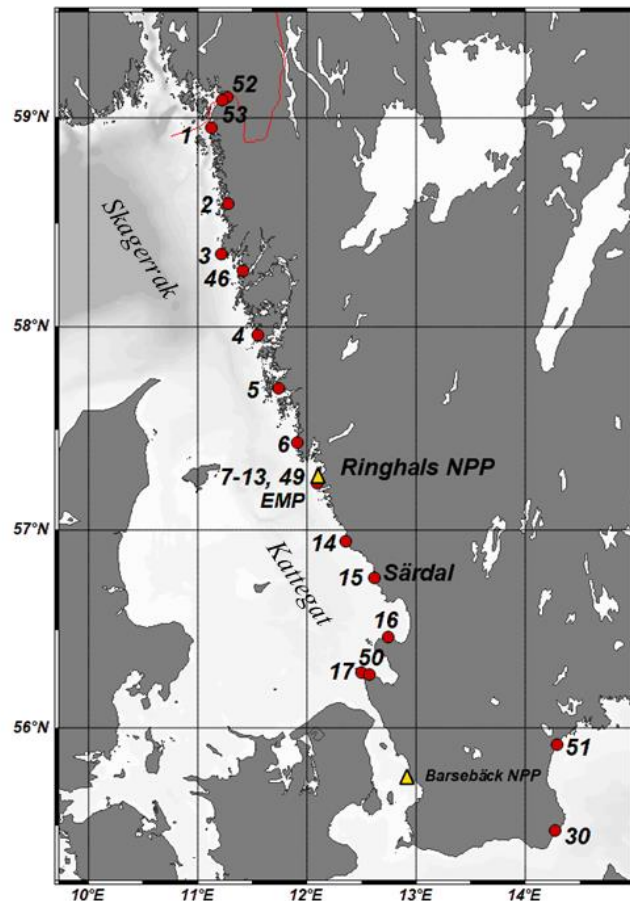 52
59°N
53
1
2
Skagerrak
3
46
58°N
4
5
6
Ringhals NPP
7-13, 49
EMP
57°N
14
Kattegat
15
Särdal
16
50
17
56°N
51
Barsebäck NPP
30
10°E
11°E
12°E
13°E
14°E